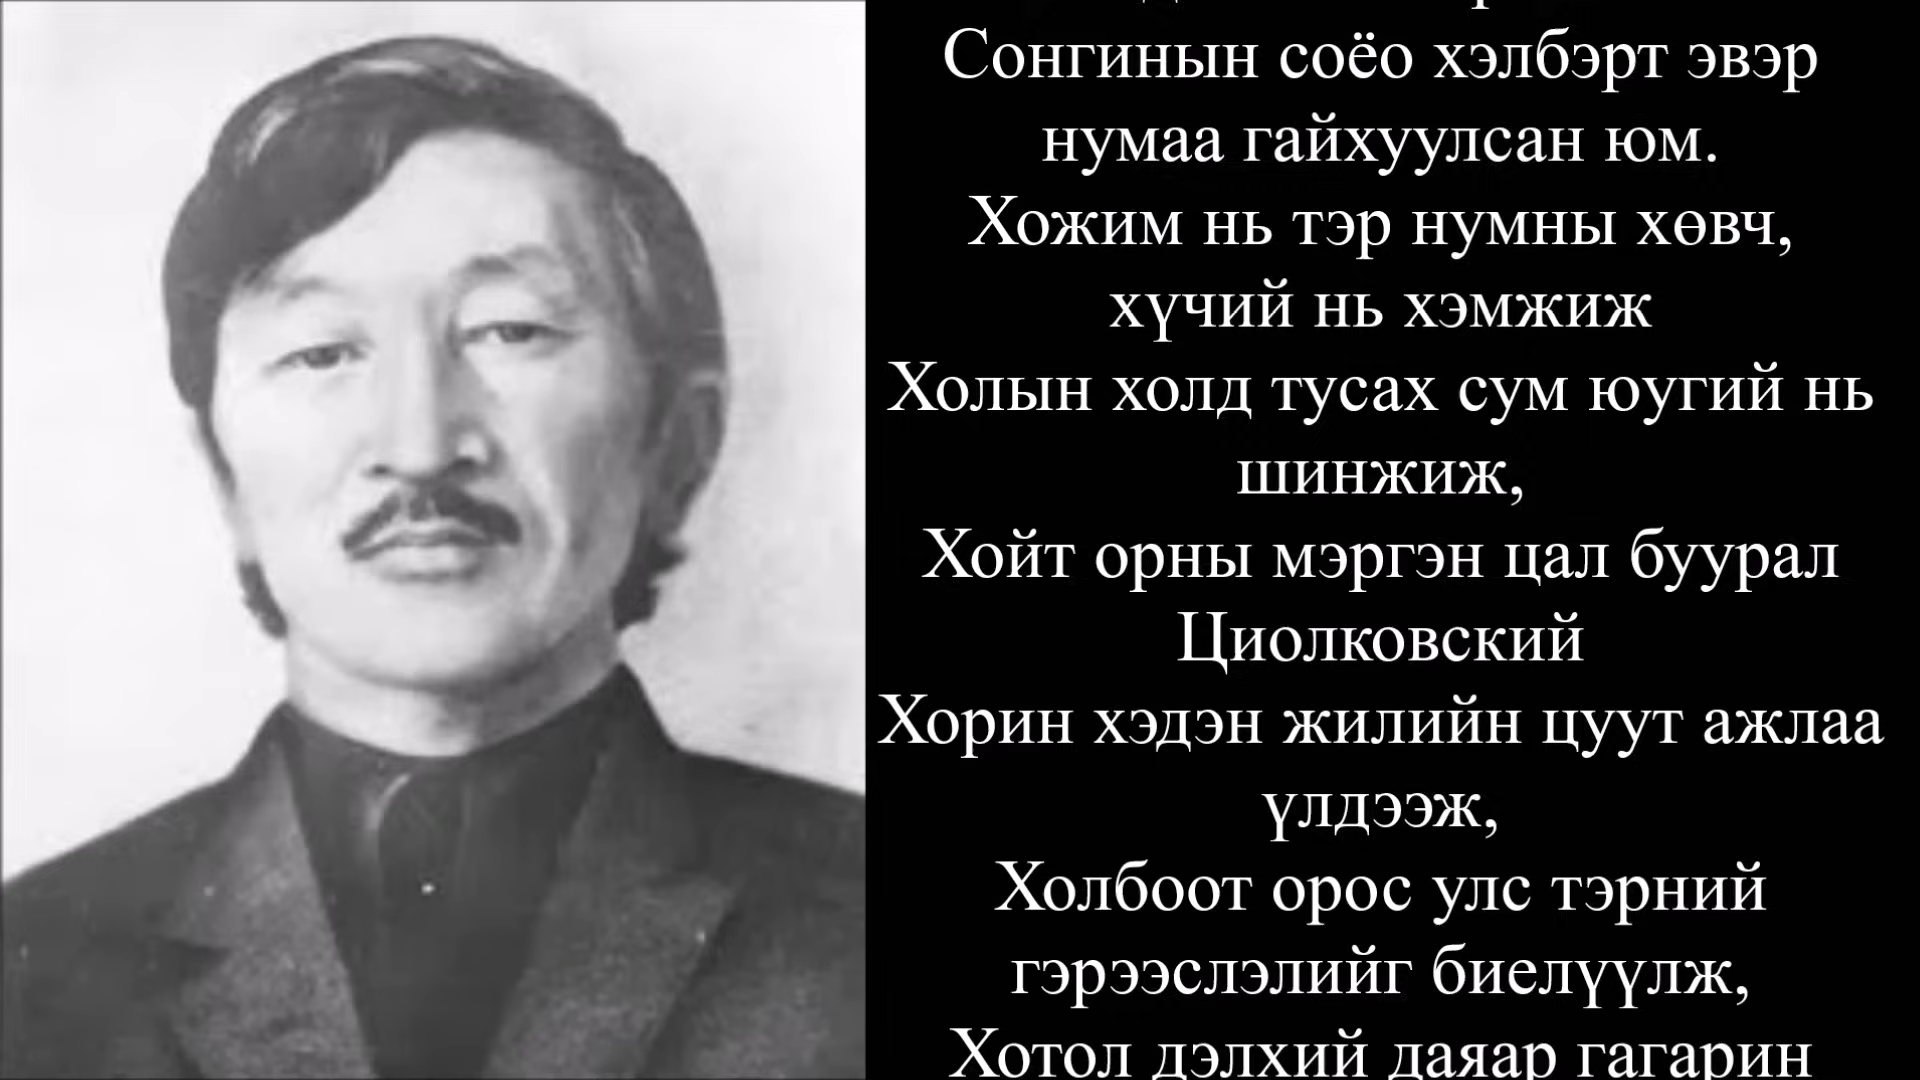 Сонгинын соёо хэлбэрт эвэр
нумаа гайхуулсан юм.
Хожим нь тэр нумны хөвч,
хүчий нь хэмжиж
Холын холд тусах сум юугий нь
шинжиж,
Хойт орны мэргэн цал буурал
Циолковский
Хорин хэдэн жилийн цуут ажлаа
үлдээж,
Холбоот орос улс тэрний
гэрээслэлийг биелүүлж,
Хотол дэлхий даяар гагарин